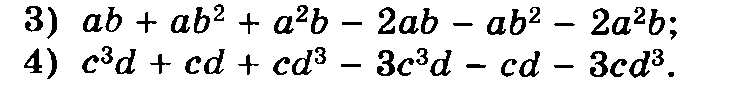 3) ab + ab² + a²b − 2ab − ab² − 2a²b;
4) c³d + cd + cd³ − 3c³d − cd − 3cd³.